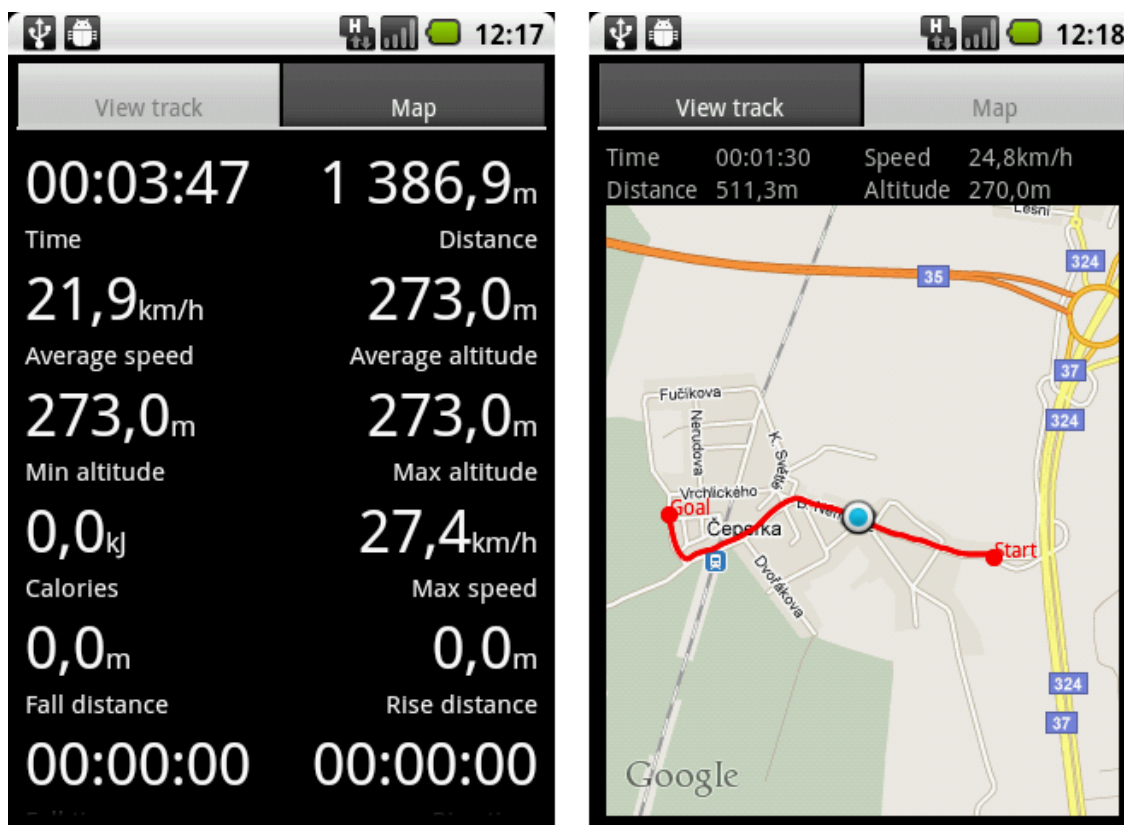 12:17
View track Map
00:03:47 1 386,9m
Time Distance
21,9km/h 273,0m
Average speed Average altitude
273,0m 273,0m
Min altitude Max altitude
0,0kJ 27,4km/h
Calories Max speed
0,0m 0,0m
Fall distance Rise distance
00:00:00 00:00:00
H 12:18
View track Map
Time 00:01:30 Speed 24,8km/h
Distance 511,3m Altitude 270,0m
Lesní
324
35
37
324
Fučíkova
Nerudova
K. Světlé
Vrchlického
Goal
Čeperka
Start
Dvořákova
324
37
Google